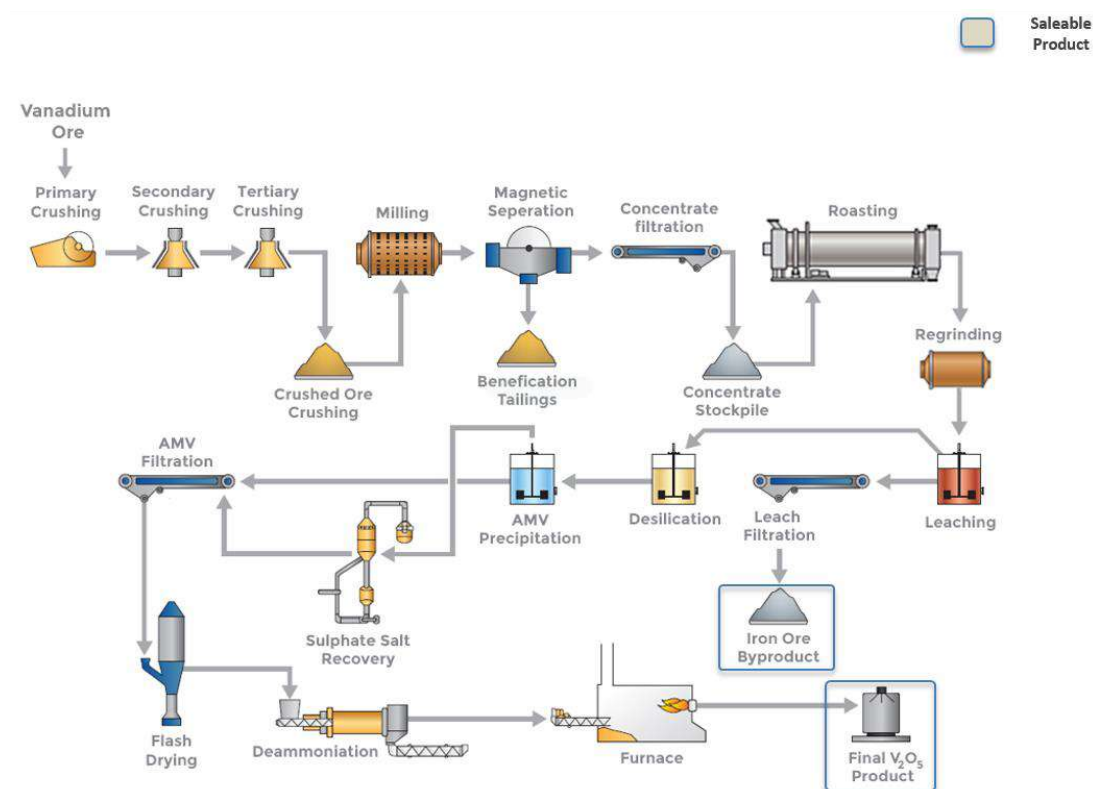 Saleable
Product
Vanadium
Ore
Primary
Crushing
Secondary
Crushing
Tertiary
Crushing
Milling
Magnetic
Seperation
Concentrate
filtration
Roasting
Crushed Ore
Crushing
Benefication
Tailings
Concentrate
Stockpile
Regrinding
AMV
Filtration
AMV
Precipitation
Desilication
Leach
Filtration
Leaching
Sulphate Salt
Recovery
Iron Ore
Byproduct
Flash
Drying
Deammoniation
Furnace
Final V₂O₅
Product